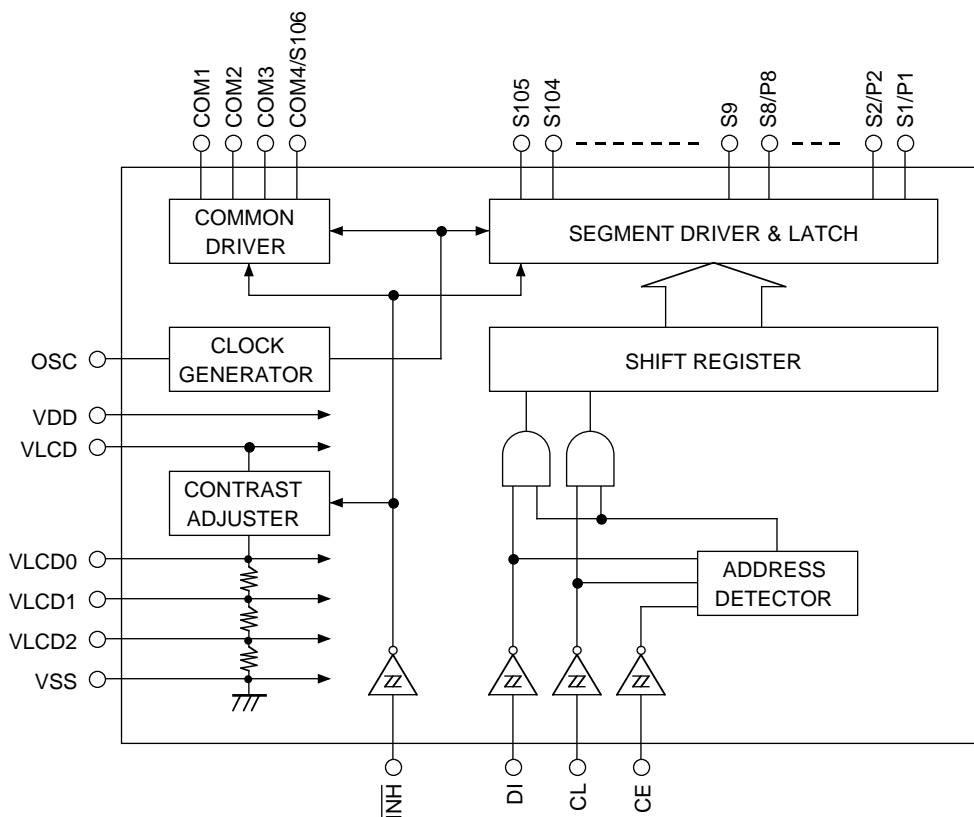 COM1
COM2
COM3
COM4/S106
S105
S104
S9
S8/P8
S2/P2
S1/P1
COMMON
DRIVER
SEGMENT DRIVER & LATCH
OSC
CLOCK
GENERATOR
SHIFT REGISTER
VDD
VLCD
CONTRAST
ADJUSTER
VLCD0
VLCD1
VLCD2
VSS
ADDRESS
DETECTOR
INH
DI
CL
CE